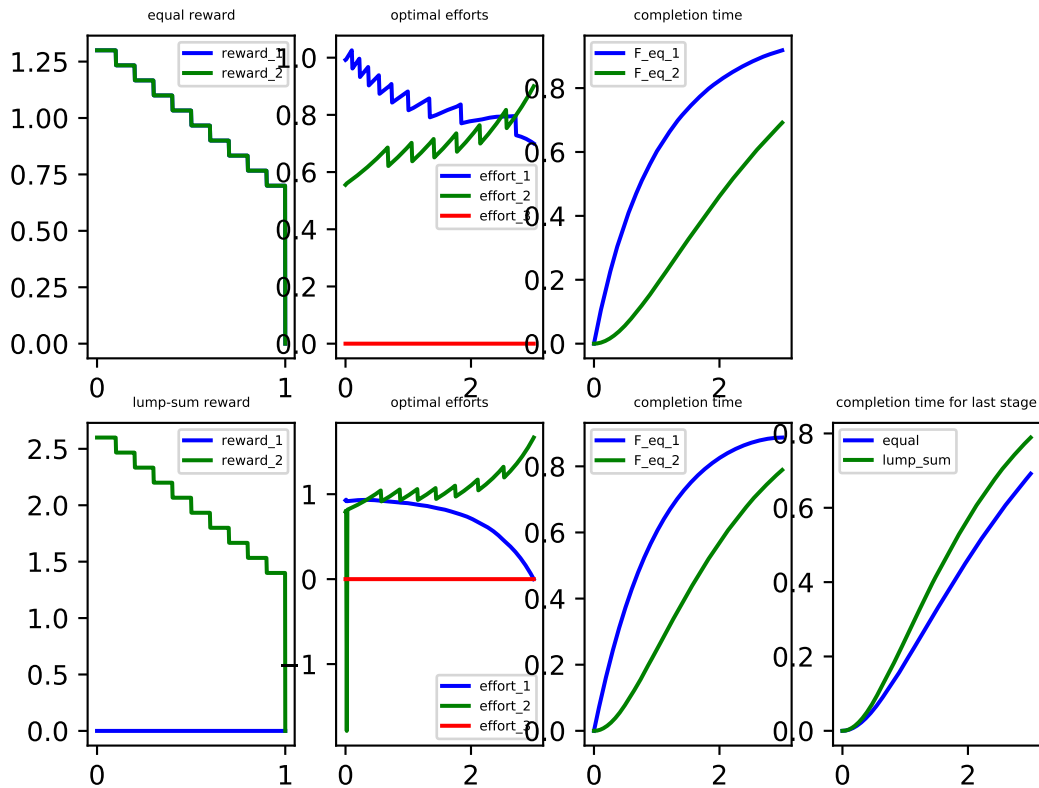 equal reward
1.25
1.00
0.75
0.50
0.25
0.00
0
1
reward_1
reward_2
optimal efforts
1.0
0.8
0.6
0.4
0.2
0.0
0
2
effort_1
effort_2
effort_3
completion time
0.8
0.6
0.4
0.2
0.0
0
2
F_eq_1
F_eq_2
lump-sum reward
2.5
2.0
1.5
1.0
0.5
0.0
0
1
reward_1
reward_2
optimal efforts
1
0
−1
0
2
effort_1
effort_2
effort_3
completion time
0.8
0.6
0.4
0.2
0.0
0
2
F_eq_1
F_eq_2
completion time for last stage
0.8
0.6
0.4
0.2
0.0
0
2
equal
lump_sum